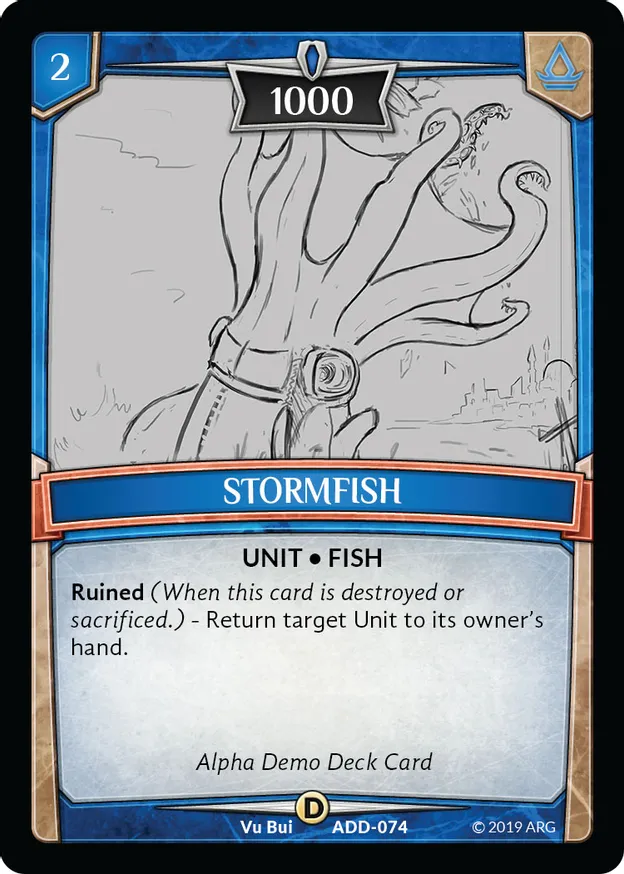 2
1000
STORMFISH
UNIT • FISH
Ruined (When this card is destroyed or
sacrificed.) - Return target Unit to its owner’s
hand.
Alpha Demo Deck Card
D
Vu Bui ADD-074 © 2019 ARG